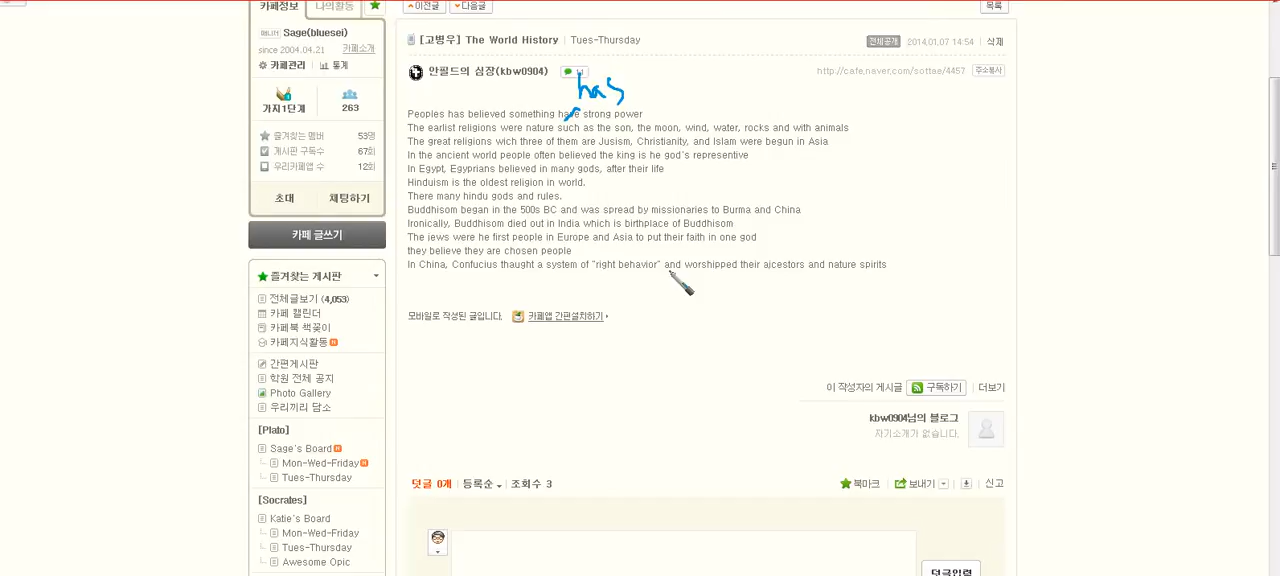 카페정보
나의활동
이전글
다음글
목록
Sage(bluesei)
since 2004.04.21
카페소개
카페관리
통계
가지1단계
263
즐겨찾는 멤버 53명
게시판 구독수 67회
우리카페앱 수 12회
초대
채팅하기
카페 글쓰기
즐겨찾는 게시판
전체글보기 (4,053)
카페 캘린더
카페북 책꽂이
카페지식활동
간편게시판
학원 전체 공지
Photo Gallery
우리끼리 담소
[Plato]
Sage's Board
Mon-Wed-Friday
Tues-Thursday
[Socrates]
Katie's Board
Mon-Wed-Friday
Tues-Thursday
Awesome Opic
[고병우] The World History | Tues-Thursday
전체공개 2014.01.07 14:54 | 삭제
안필드의 심장(kbw0904)
http://cafe.naver.com/sottae/4457 주소복사
has
Peoples has believed something have strong power
The earlist religions were nature such as the son, the moon, wind, water, rocks and with animals
The great religions wich three of them are Jusism, Christianity, and Islam were begun in Asia
In the ancient world people often believed the king is he god's representive
In Egypt, Egyprians believed in many gods, after their life
Hinduism is the oldest religion in world.
There many hindu gods and rules.
Buddhisom began in the 500s BC and was spread by missionaries to Burma and China
Ironically, Buddhisom died out in India which is birthplace of Buddhisom
The jews were he first people in Europe and Asia to put their faith in one god
they believe they are chosen people
In China, Confucius thaught a system of "right behavior" and worshipped their ajcestors and nature spirits
모바일로 작성된 글입니다. 카페앱 간편설치하기
이 작성자의 게시글 구독하기 | 더보기
kbw0904님의 블로그
자기소개가 없습니다.
덧글 0개 | 등록순 | 조회수 3
북마크
보내기
신고
덧글입력